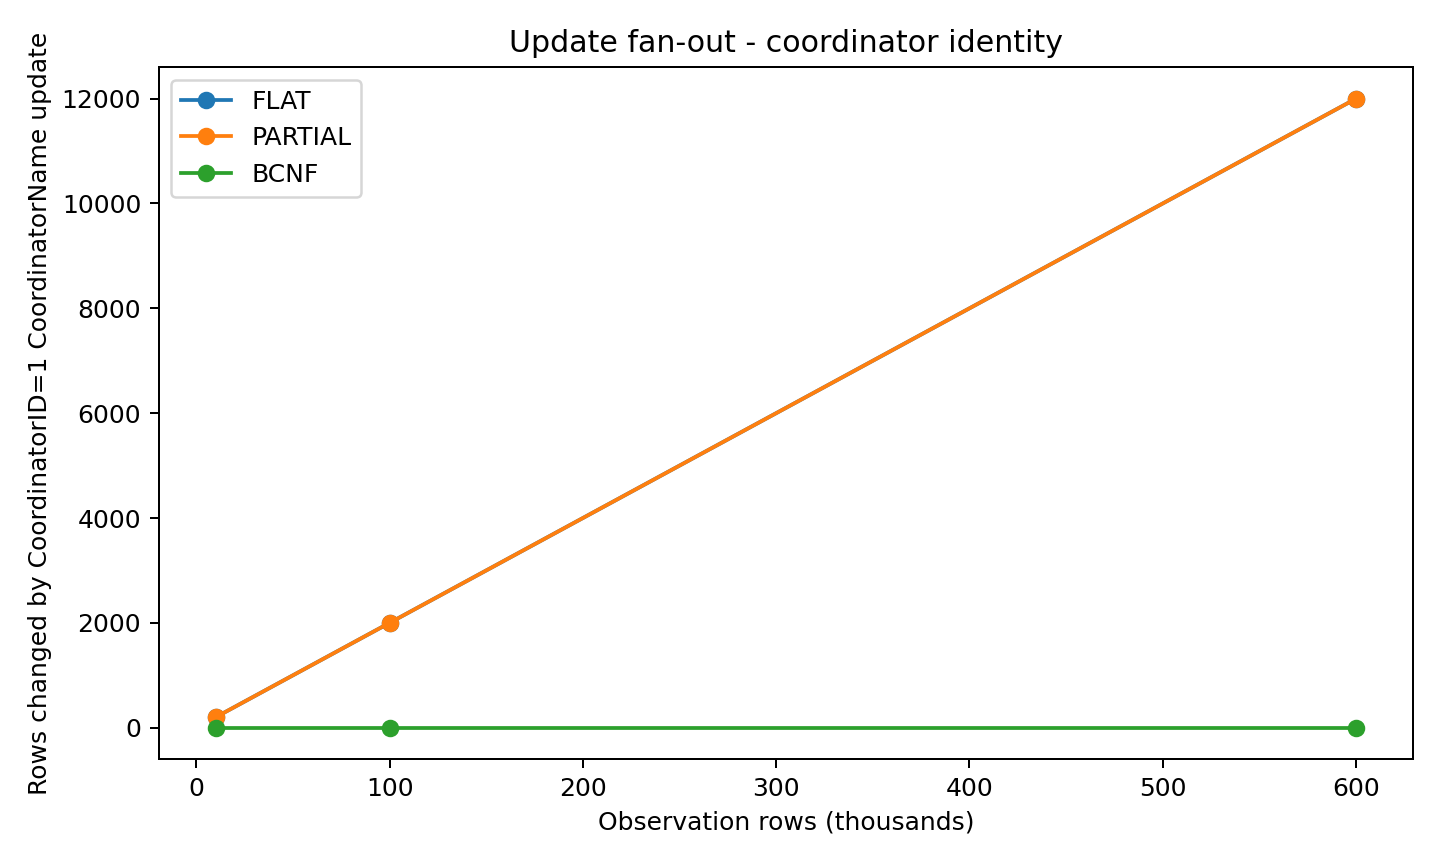 Update fan-out - coordinator identity
Rows changed by CoordinatorID=1 CoordinatorName update
12000
10000
8000
6000
4000
2000
0
FLAT
PARTIAL
BCNF
0 100 200 300 400 500 600
Observation rows (thousands)